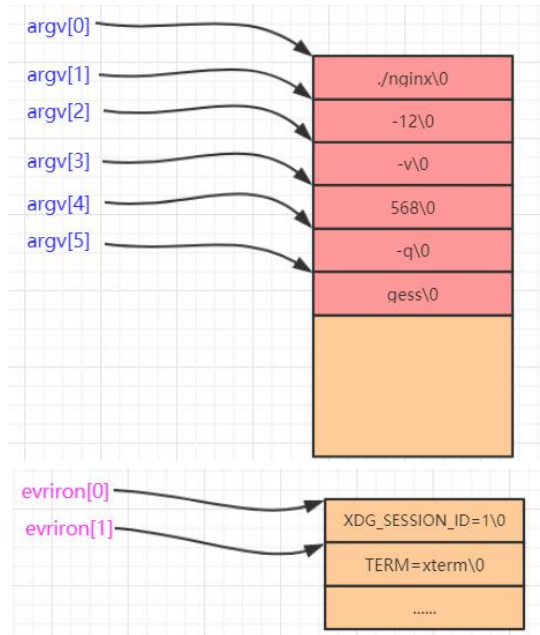 argv[0]
argv[1]
argv[2]
argv[3]
argv[4]
argv[5]
./nginx\0
-12\0
-v\0
568\0
-q\0
gess\0
evriron[0]
evriron[1]
XDG_SESSION_ID=1\0
TERM=xterm\0
......